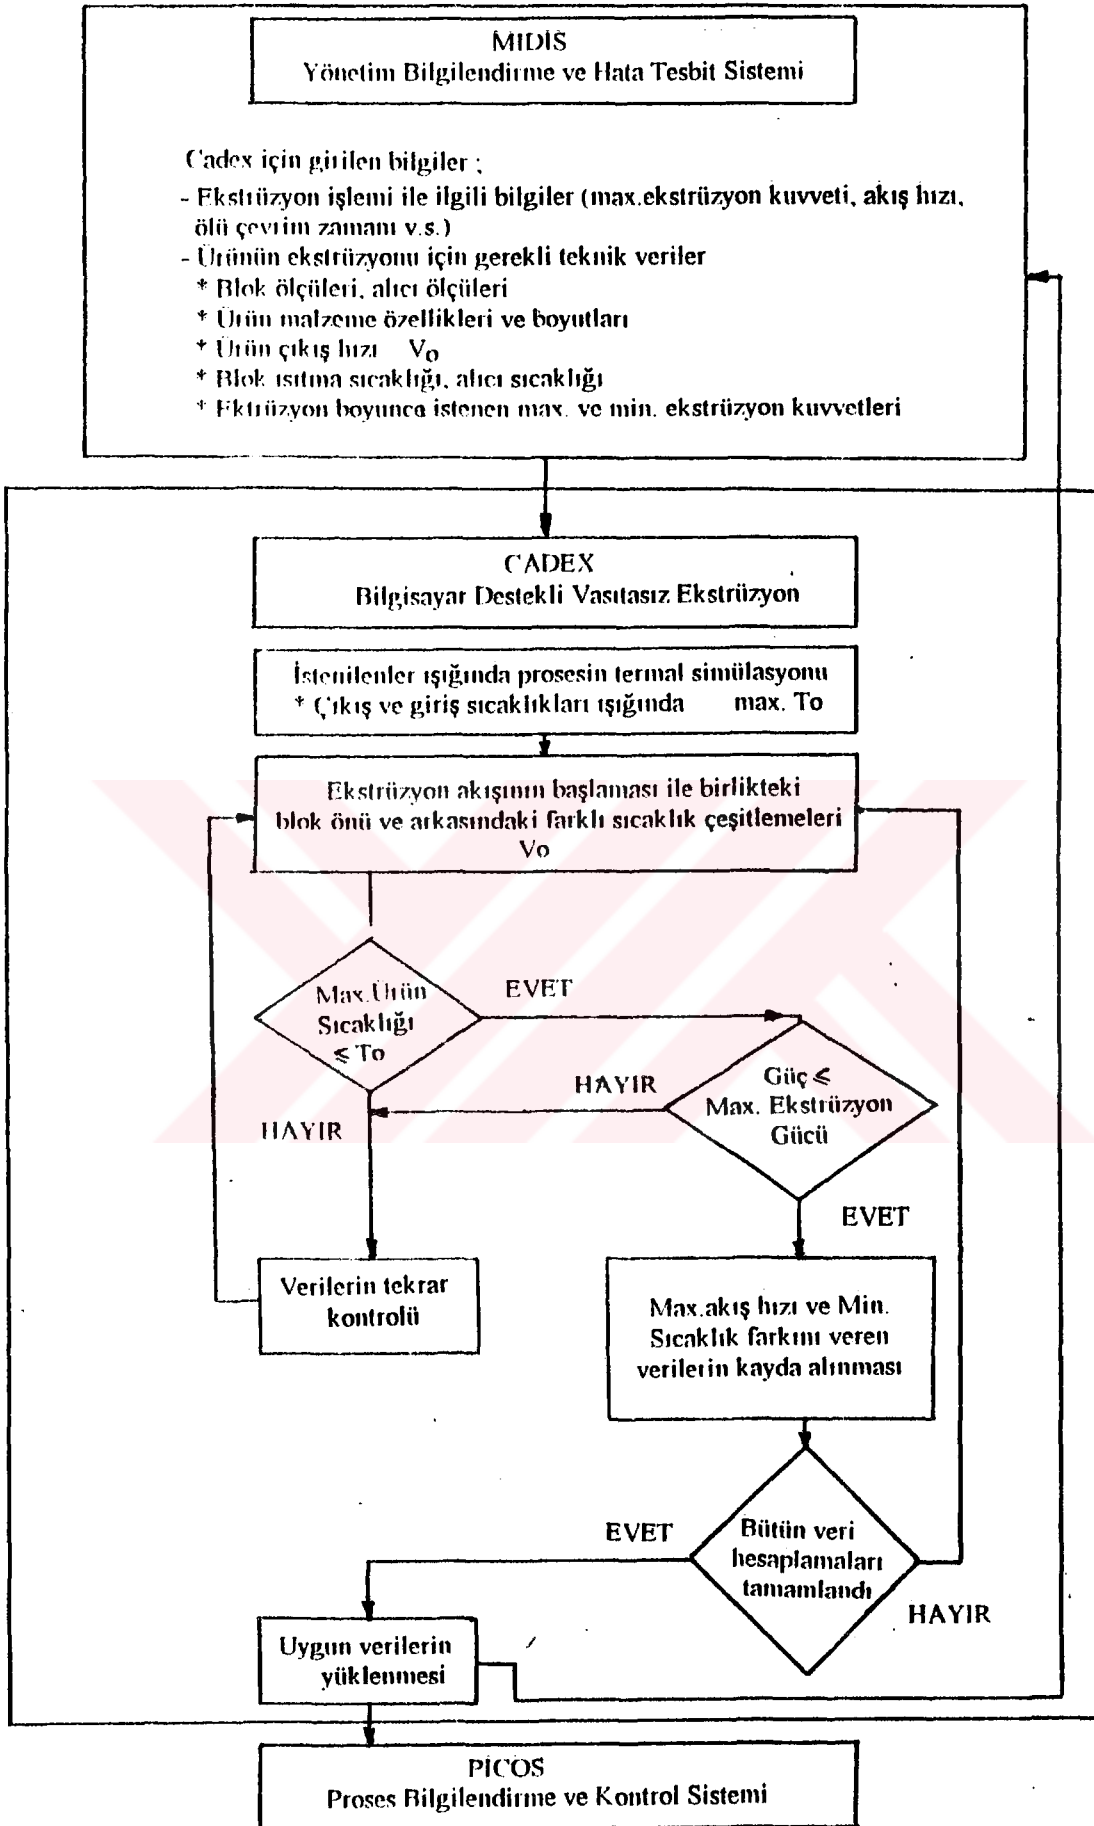 MIDIS
Yönetim Bilgilendirme ve Hata Tesbit Sistemi
Cadex için girilen bilgiler ;
- Ekstrüzyon işlemi ile ilgili bilgiler (max.ekstrüzyon kuvveti, akış hızı,
ölü çevrim zamanı v.s.)
- Ürünün ekstrüzyonu için gerekli teknik veriler
* Blok ölçüleri, alıcı ölçüleri
* Ürün malzeme özellikleri ve boyutları
* Ürün çıkış hızı Vo
* Blok ısıtma sıcaklığı, alıcı sıcaklığı
* Ektrüzyon boyunca istenen max. ve min. ekstrüzyon kuvvetleri
CADEX
Bilgisayar Destekli Vasıtasız Ekstrüzyon
İstenilenler ışığında prosesin termal simülasyonu
* Çıkış ve giriş sıcaklıkları ışığında max. To
Ekstrüzyon akışının başlaması ile birlikteki
blok önü ve arkasındaki farklı sıcaklık çeşitlemeleri
Vo
Max.Ürün
Sıcaklığı
≤ To
EVET
HAYIR
Güç ≤
Max. Ekstrüzyon
Gücü
HAYIR
EVET
Verilerin tekrar
kontrolü
Max.akış hızı ve Min.
Sıcaklık farkını veren
verilerin kayda alınması
EVET
Bütün veri
hesaplamaları
tamamlandı
HAYIR
Uygun verilerin
yüklenmesi
PICOS
Proses Bilgilendirme ve Kontrol Sistemi